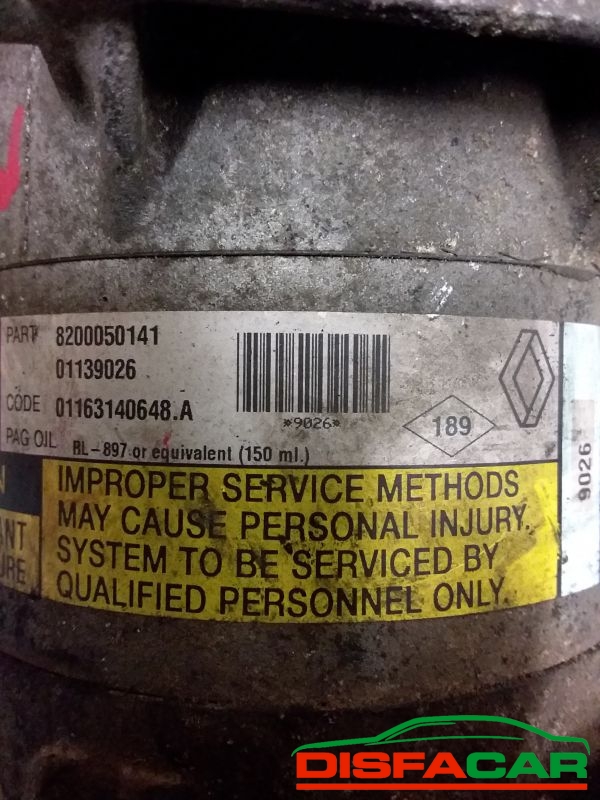 PART 8200050141
01139026
CODE 01163140648.A
*9026*
189
PAG OIL RL-897 or equivalent (150 ml.)
9026
IMPROPER SERVICE METHODS
MAY CAUSE PERSONAL INJURY.
SYSTEM TO BE SERVICED BY
QUALIFIED PERSONNEL ONLY.
DISFACAR